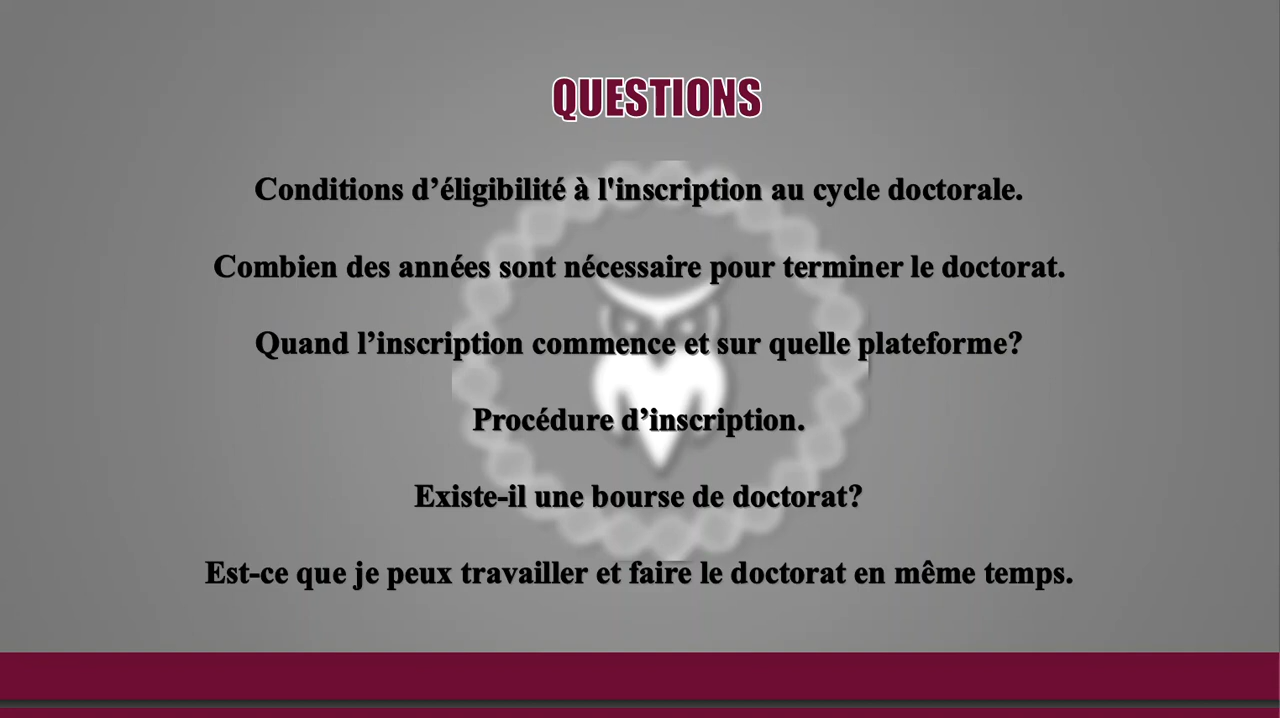 QUESTIONS
Conditions d’éligibilité à l'inscription au cycle doctorale.
Combien des années sont nécessaire pour terminer le doctorat.
Quand l’inscription commence et sur quelle plateforme?
Procédure d’inscription.
Existe-il une bourse de doctorat?
Est-ce que je peux travailler et faire le doctorat en même temps.